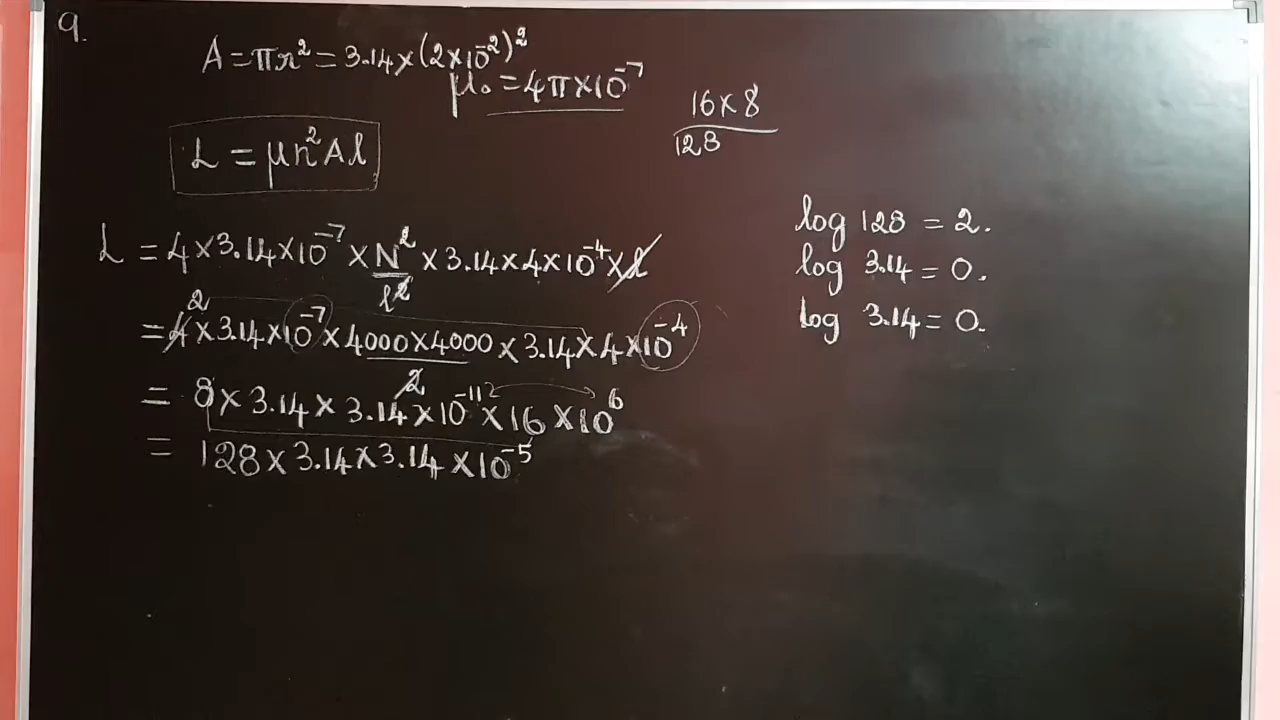 9.
A = πr² = 3.14 × (2×10⁻²)²
μ₀ = 4π×10⁻⁷
16 × 8
128
L = μn²Al
L = 4 × 3.14 × 10⁻⁷ × N²/l² × 3.14 × 4 × 10⁻⁴ × l
= 4 × 3.14 × 10⁻⁷ × 4000 × 4000 / 2 × 3.14 × 4 × 10⁻⁴
2
= 8 × 3.14 × 3.14 × 10⁻¹¹ × 16 × 10⁶
= 128 × 3.14 × 3.14 × 10⁻⁵
log 128 = 2.
log 3.14 = 0.
log 3.14 = 0.